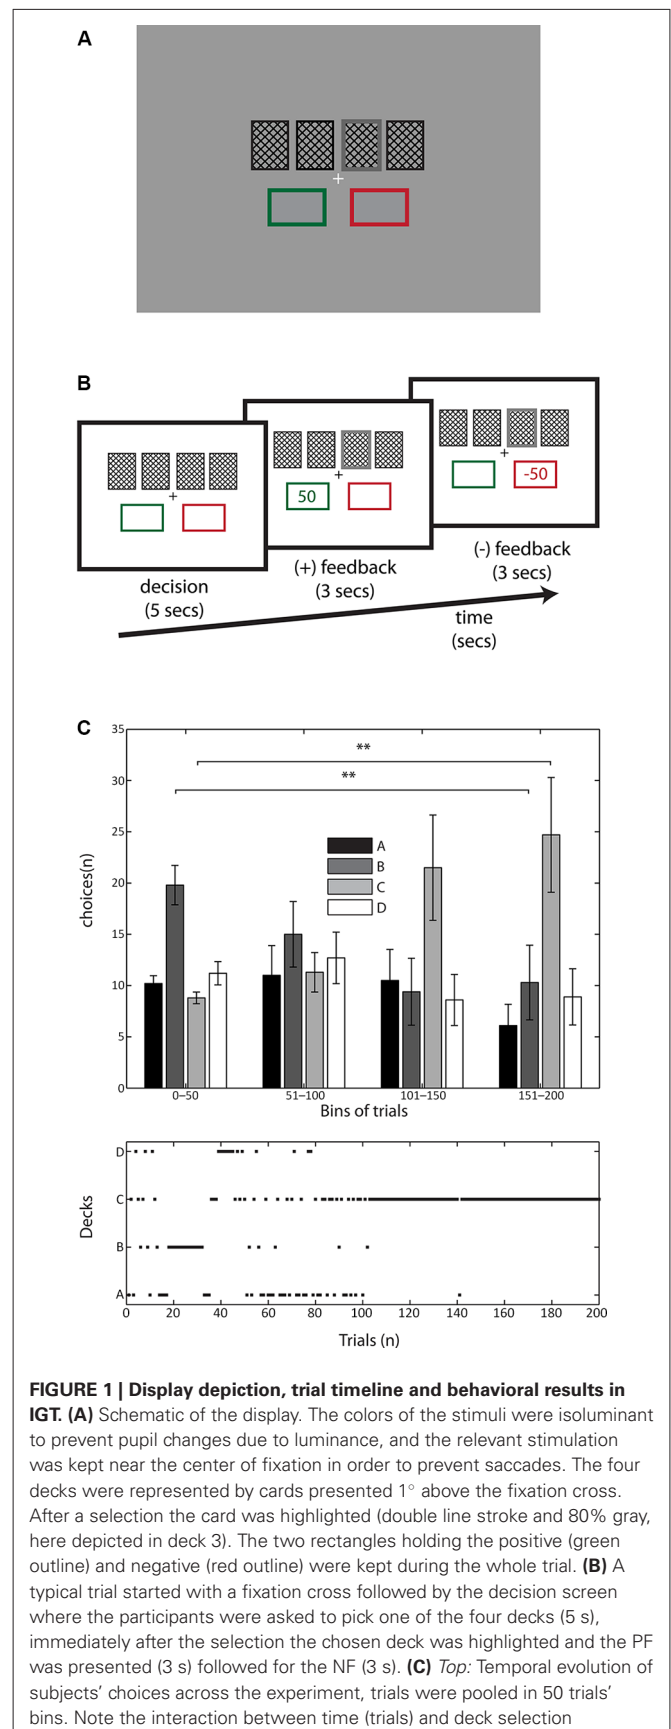 A
B
50
-50
decision
(5 secs)
(+) feedback
(3 secs)
(-) feedback
(3 secs)
time
(secs)
C
35
30
25
20
15
10
5
0
choices(n)
**
**
A
B
C
D
0–50
51–100
101–150
151–200
Bins of trials
D
C
B
A
Decks
0
20
40
60
80
100
120
140
160
180
200
Trials (n)
FIGURE 1 | Display depiction, trial timeline and behavioral results in
IGT. (A) Schematic of the display. The colors of the stimuli were isoluminant
to prevent pupil changes due to luminance, and the relevant stimulation
was kept near the center of fixation in order to prevent saccades. The four
decks were represented by cards presented 1° above the fixation cross.
After a selection the card was highlighted (double line stroke and 80% gray,
here depicted in deck 3). The two rectangles holding the positive (green
outline) and negative (red outline) were kept during the whole trial. (B) A
typical trial started with a fixation cross followed by the decision screen
where the participants were asked to pick one of the four decks (5 s),
immediately after the selection the chosen deck was highlighted and the PF
was presented (3 s) followed for the NF (3 s). (C) Top: Temporal evolution of
subjects' choices across the experiment, trials were pooled in 50 trials'
bins. Note the interaction between time (trials) and deck selection